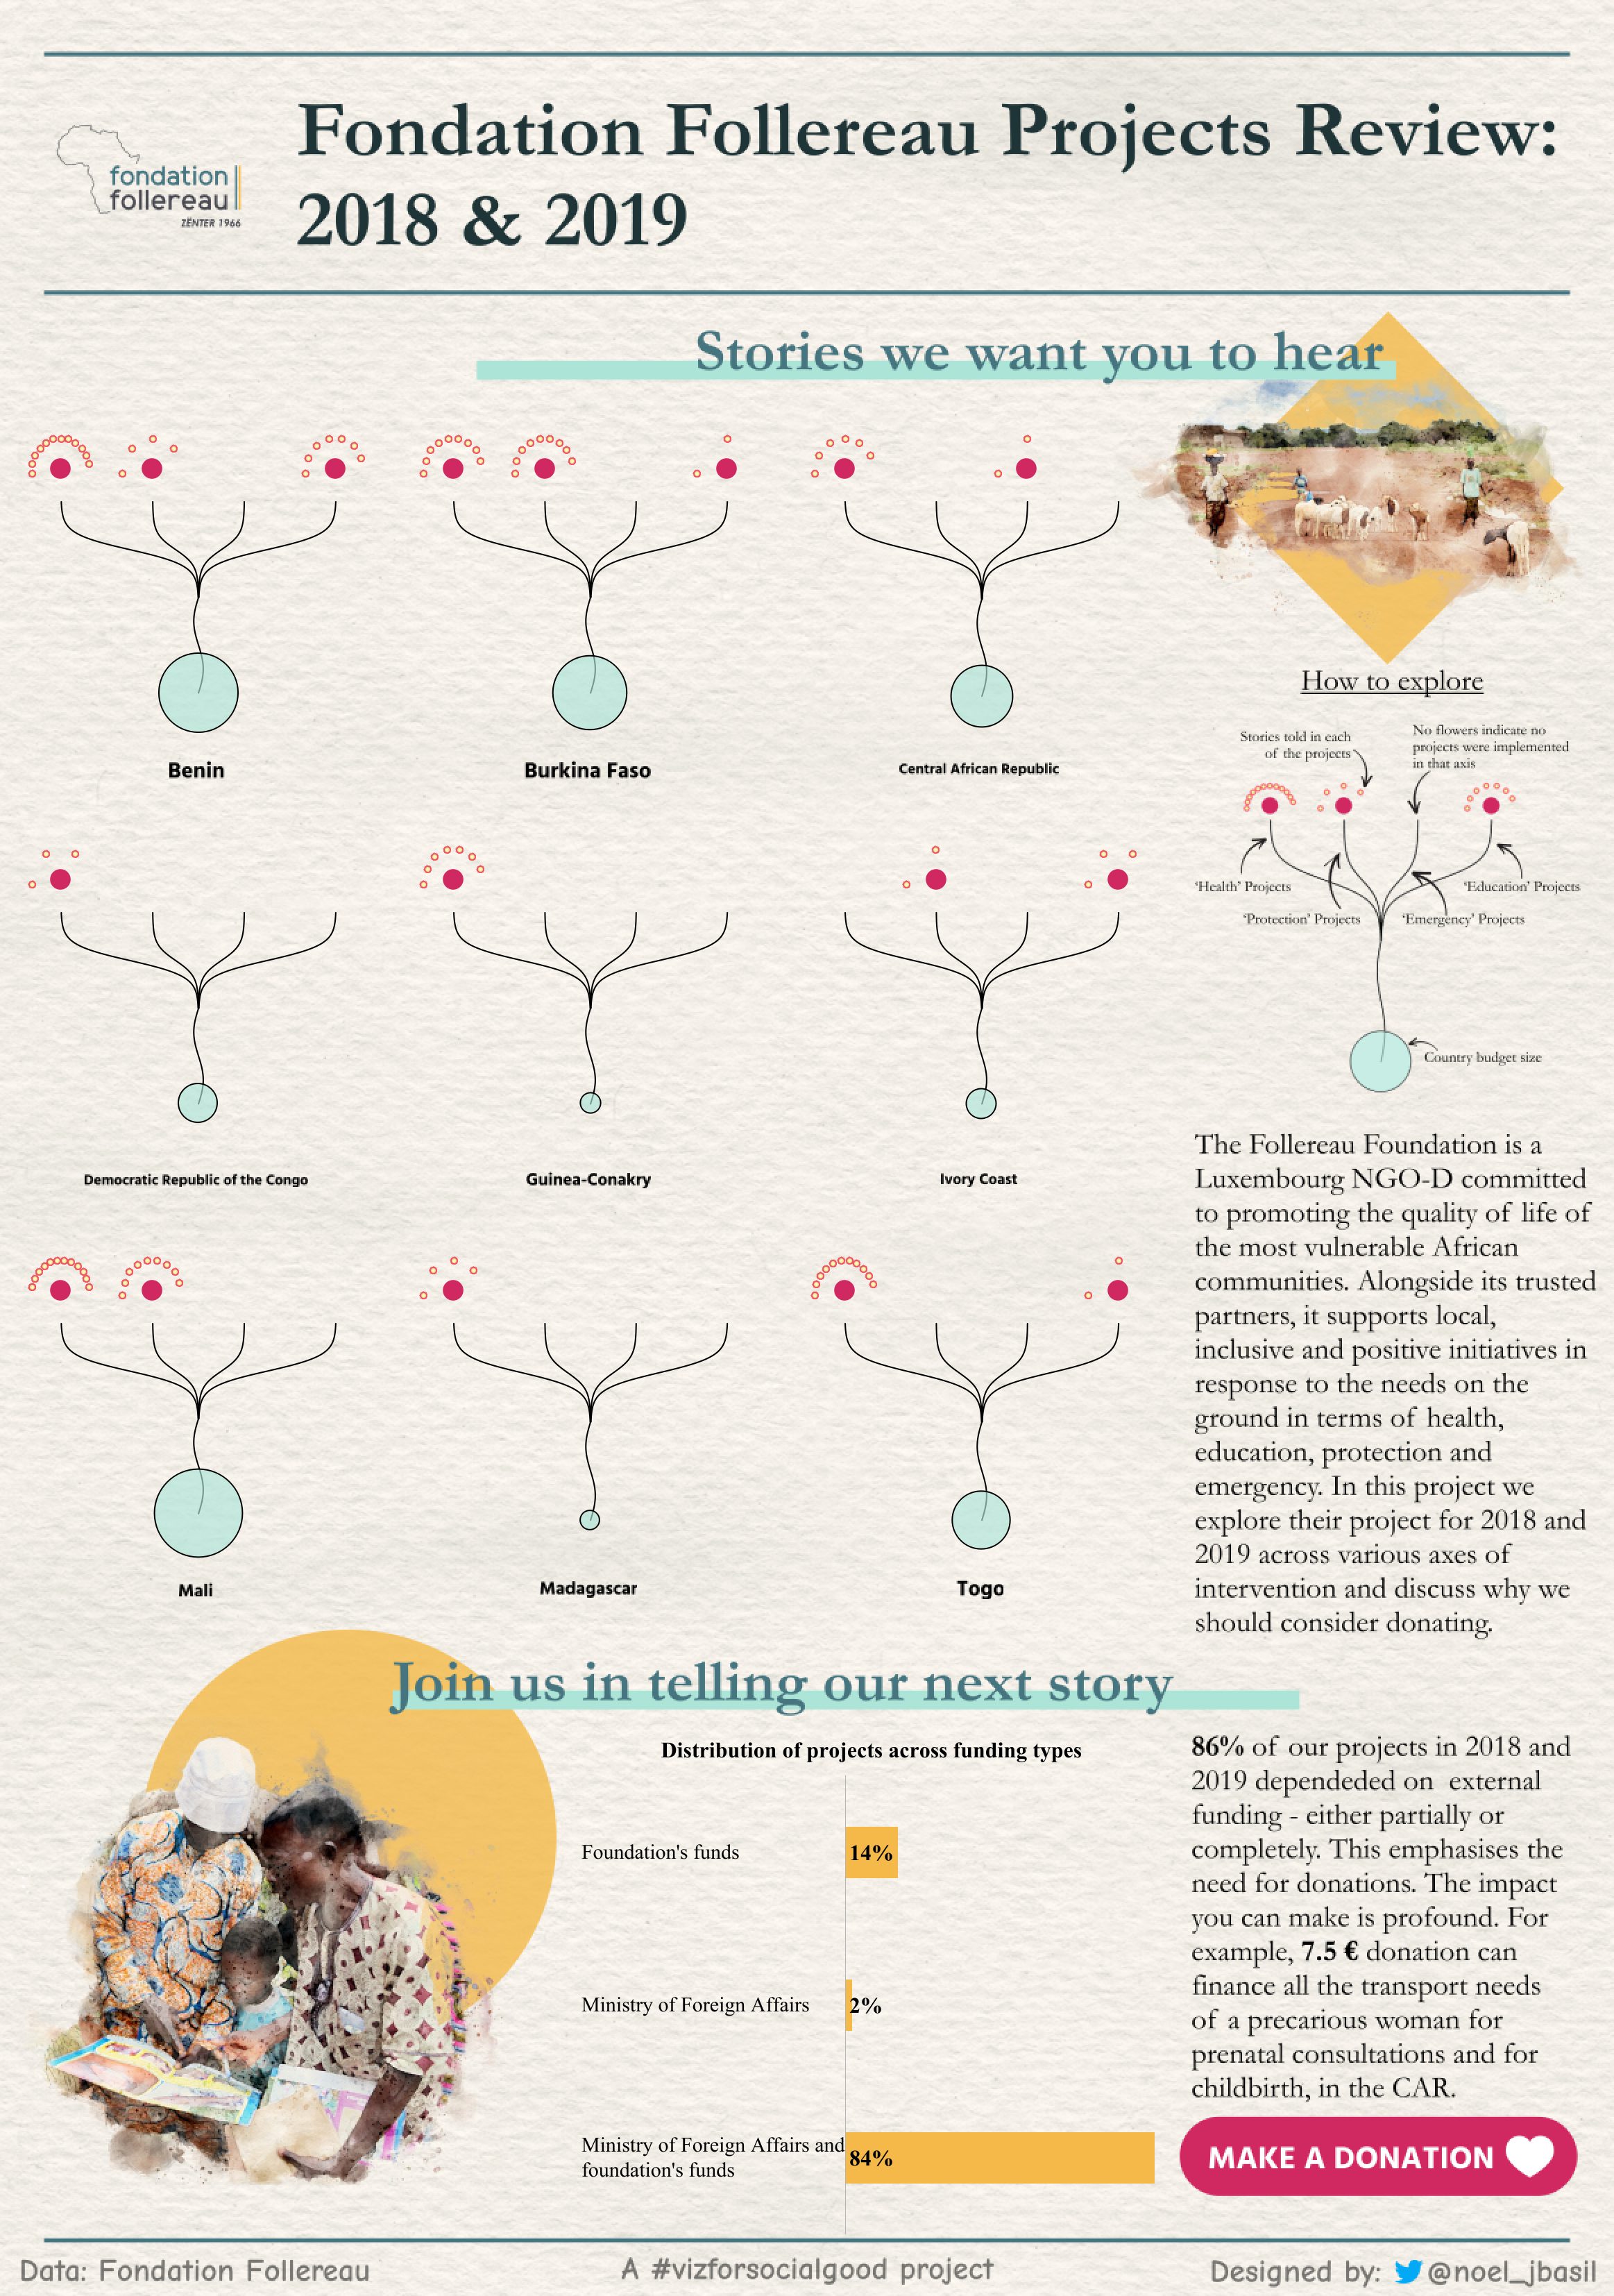 fondation
follereau
ZËNTER 1966
Fondation Follereau Projects Review:
2018 & 2019
Stories we want you to hear
Benin
Burkina Faso
Central African Republic
How to explore
Stories told in each
of the projects
No flowers indicate no
projects were implemented
in that axis
'Health' Projects
'Education' Projects
'Protection' Projects
'Emergency' Projects
Country budget size
Democratic Republic of the Congo
Guinea-Conakry
Ivory Coast
The Follereau Foundation is a
Luxembourg NGO-D committed
to promoting the quality of life of
the most vulnerable African
communities. Alongside its trusted
partners, it supports local,
inclusive and positive initiatives in
response to the needs on the
ground in terms of health,
education, protection and
emergency. In this project we
explore their project for 2018 and
2019 across various axes of
intervention and discuss why we
should consider donating.
Mali
Madagascar
Togo
Join us in telling our next story
Distribution of projects across funding types
Foundation's funds
14%
Ministry of Foreign Affairs
2%
Ministry of Foreign Affairs and
foundation's funds
84%
86% of our projects in 2018 and
2019 dependeded on external
funding - either partially or
completely. This emphasises the
need for donations. The impact
you can make is profound. For
example, 7.5 € donation can
finance all the transport needs
of a precarious woman for
prenatal consultations and for
childbirth, in the CAR.
MAKE A DONATION
Data: Fondation Follereau
A #vizforsocialgood project
Designed by: @noel_jbasil